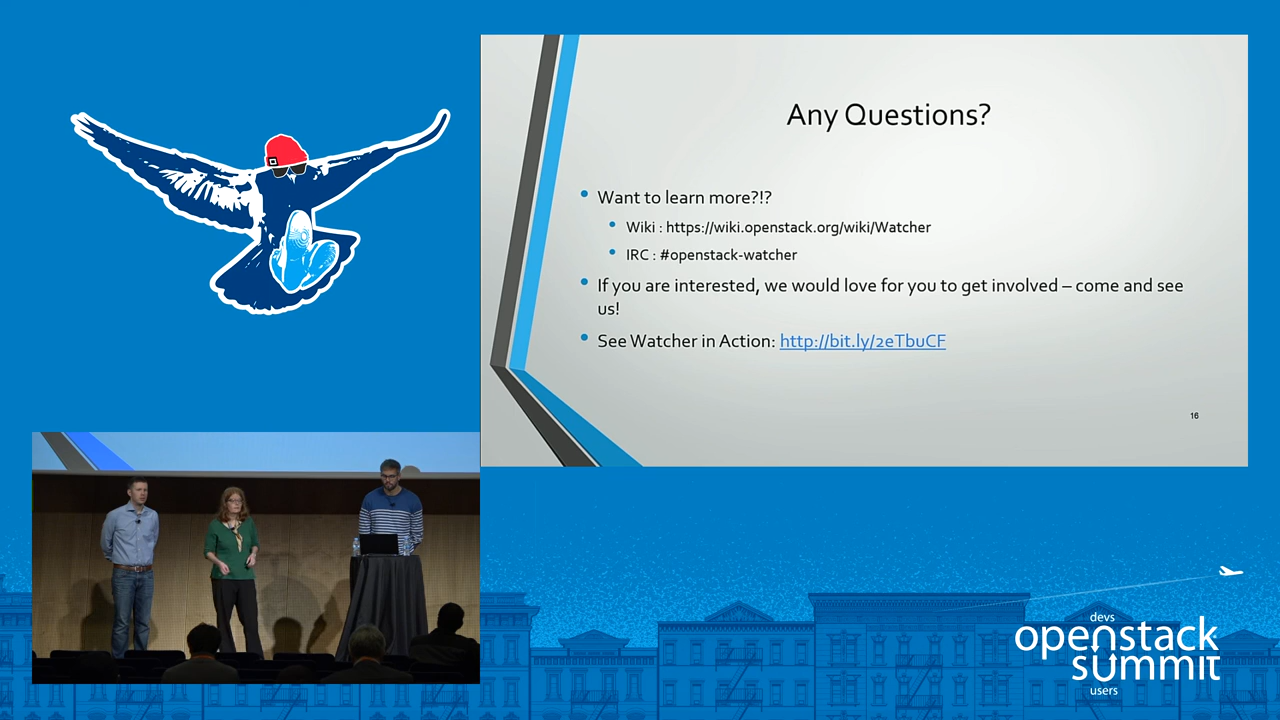 Any Questions?
Want to learn more?!?
Wiki : https://wiki.openstack.org/wiki/Watcher
IRC : #openstack-watcher
If you are interested, we would love for you to get involved – come and see
us!
See Watcher in Action: http://bit.ly/2eTbuCF
16
devs
openstack
summit
users